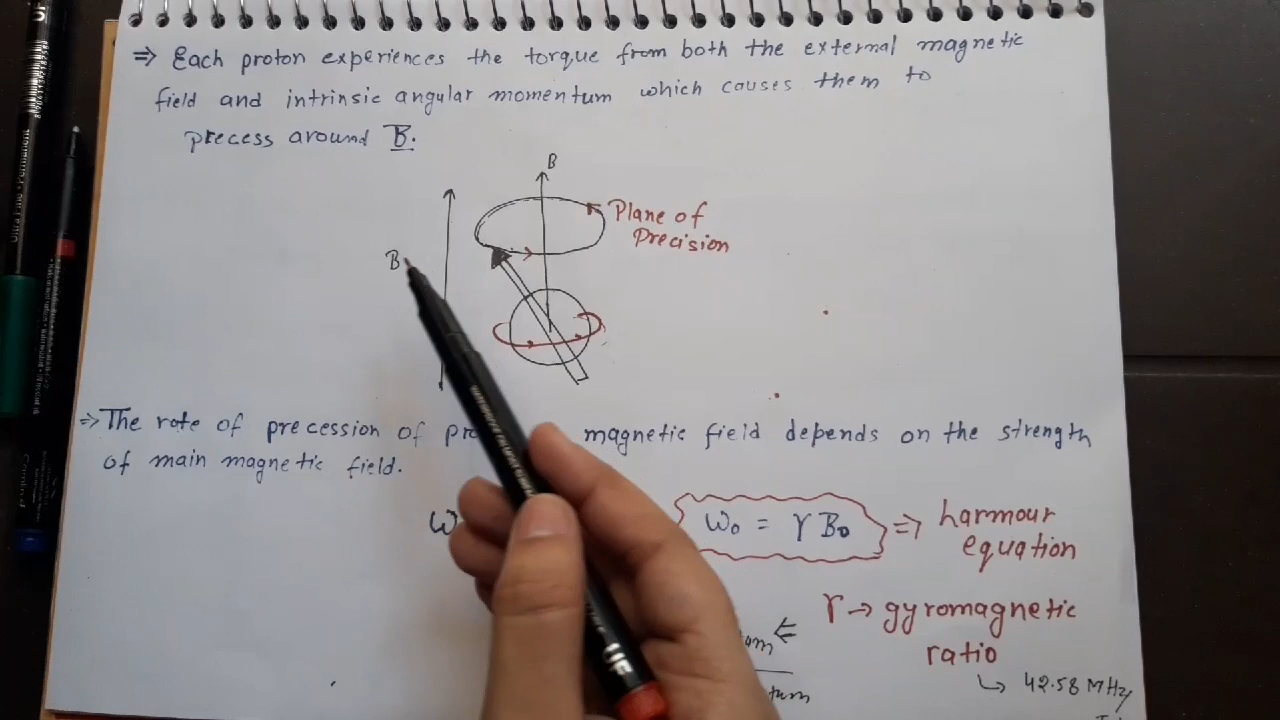 ⇒ Each proton experiences the torque from both the external magnetic
field and intrinsic angular momentum which causes them to
precess around B.
B
Plane of
Precision
B
⇒ The rate of precession of magnetic field depends on the strength
of main magnetic field.
ω
ω₀ = γ B₀ ⇒ harmour
equation
γ → gyromagnetic
ratio
↳ 42.58 MHz